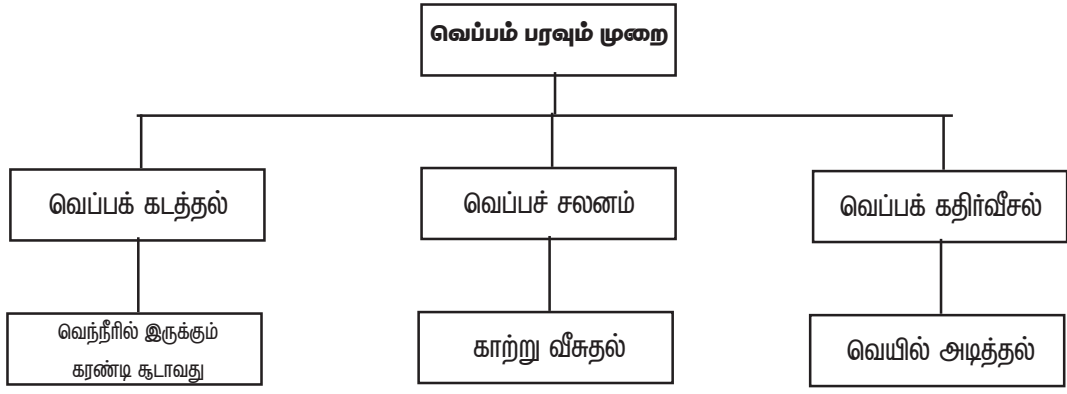 வெப்பம் பரவும் முறை
வெப்பக் கடத்தல்
வெப்பச் சலனம்
வெப்பக் கதிர்வீசல்
வெந்நீரில் இருக்கும்
கரண்டி சூடாவது
காற்று வீசுதல்
வெயில் அடித்தல்